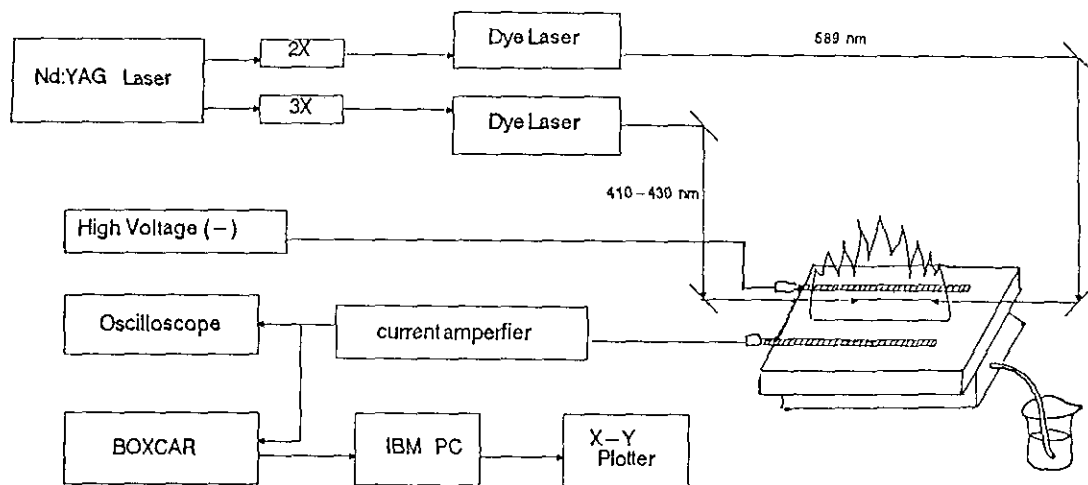 Nd:YAG Laser
2X
3X
Dye Laser
Dye Laser
589 nm
410-430 nm
High Voltage (-)
Oscilloscope
current amperfier
BOXCAR
IBM PC
X-Y
Plotter